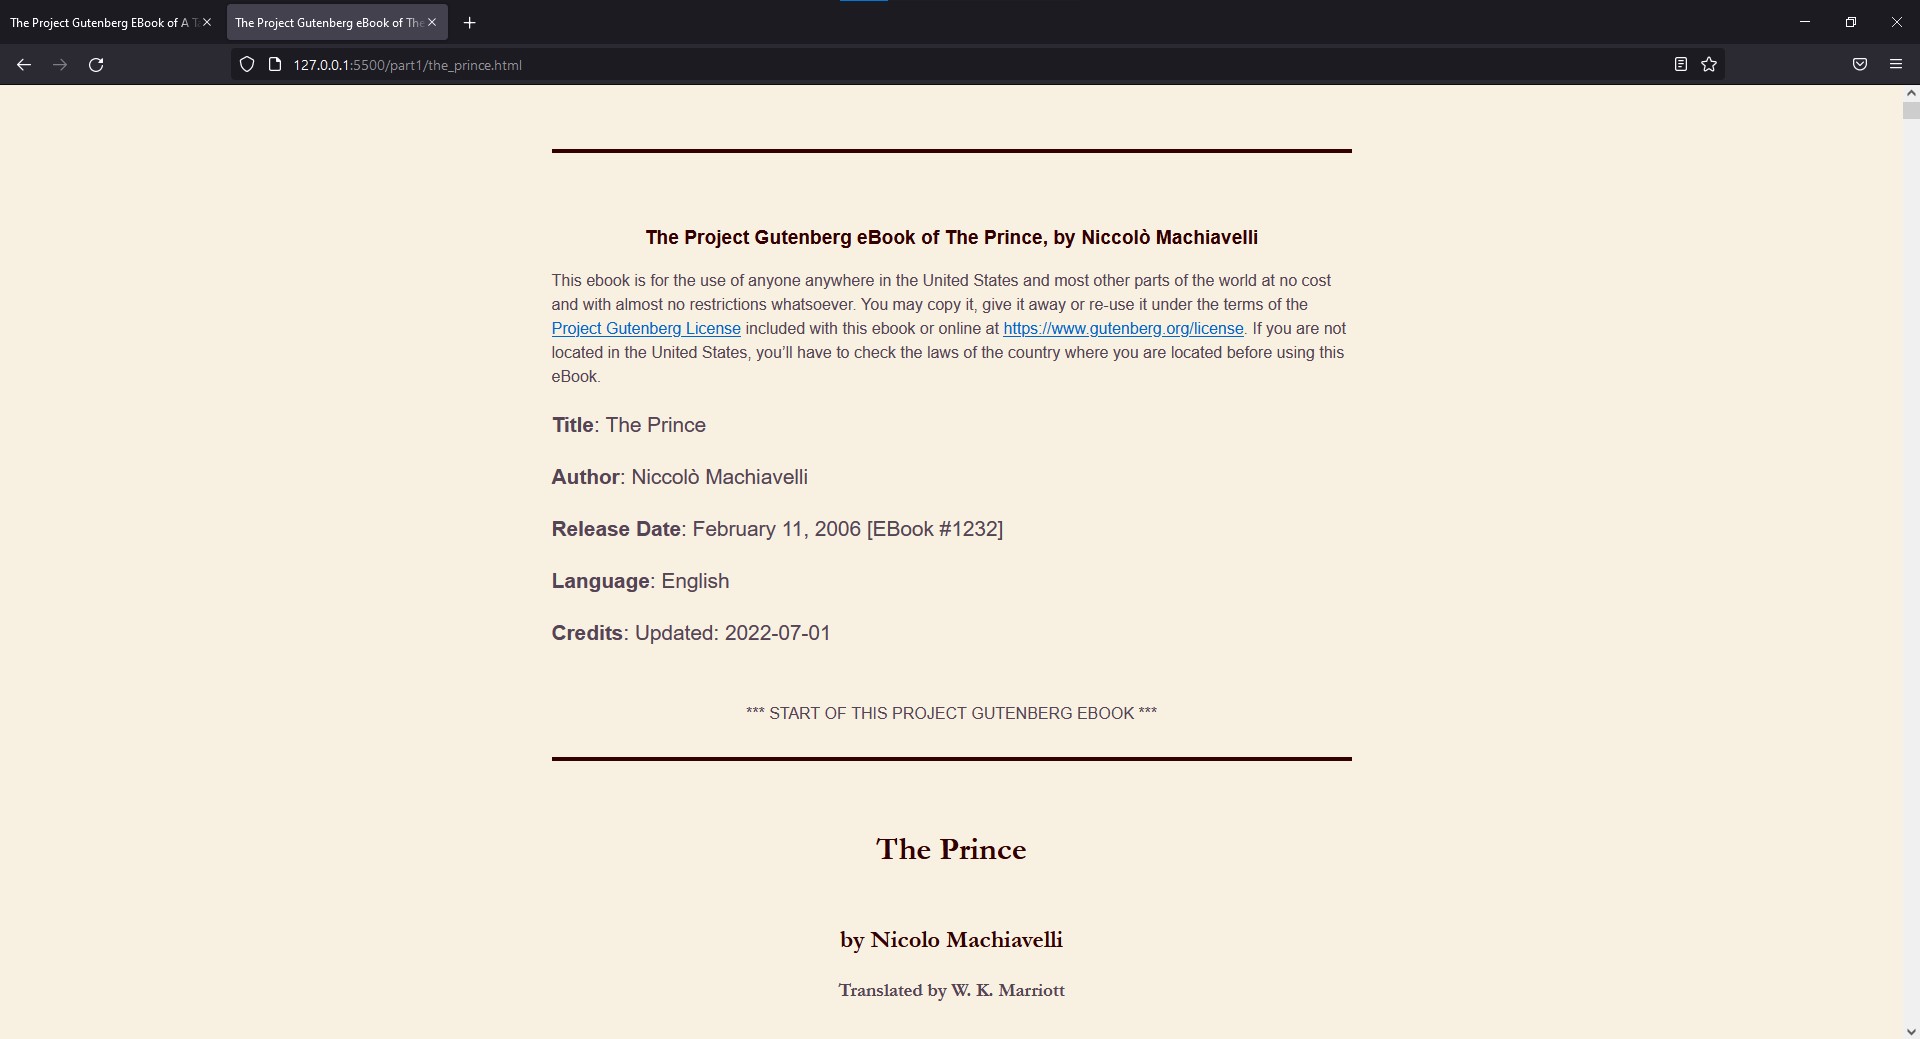 The Project Gutenberg EBook of A T
The Project Gutenberg eBook of The
127.0.0.1:5500/part1/the_prince.html
The Project Gutenberg eBook of The Prince, by Niccolò Machiavelli
This ebook is for the use of anyone anywhere in the United States and most other parts of the world at no cost
and with almost no restrictions whatsoever. You may copy it, give it away or re-use it under the terms of the
Project Gutenberg License included with this ebook or online at https://www.gutenberg.org/license. If you are not
located in the United States, you’ll have to check the laws of the country where you are located before using this
eBook.
Title: The Prince
Author: Niccolò Machiavelli
Release Date: February 11, 2006 [EBook #1232]
Language: English
Credits: Updated: 2022-07-01
*** START OF THIS PROJECT GUTENBERG EBOOK ***
The Prince
by Nicolo Machiavelli
Translated by W. K. Marriott